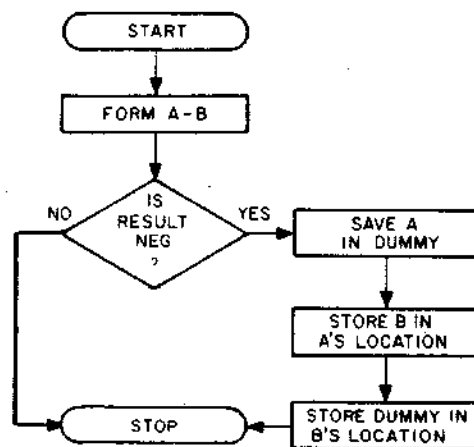 START
FORM A-B
IS
RESULT
NEG
?
NO
YES
SAVE A
IN DUMMY
STORE B IN
A'S LOCATION
STORE DUMMY IN
B'S LOCATION
STOP